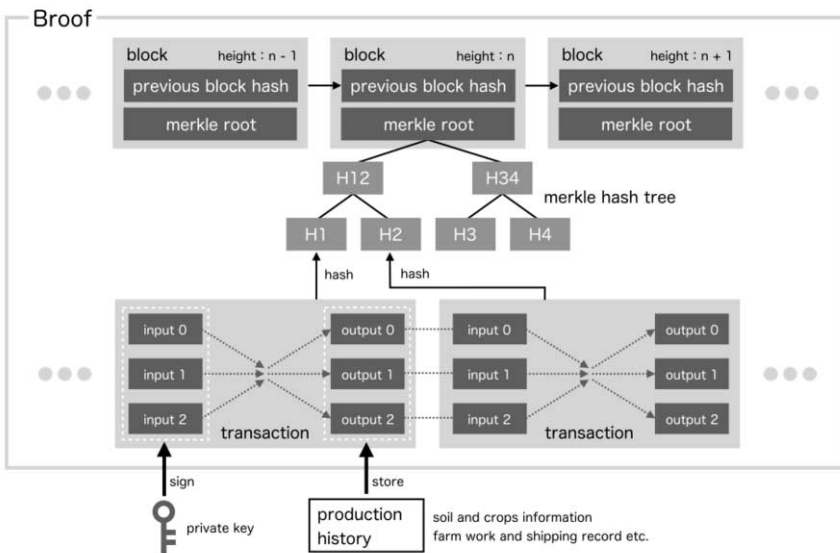 Broof
block height : n - 1
previous block hash
merkle root
block height : n
previous block hash
merkle root
block height : n + 1
previous block hash
merkle root
H12
H34
merkle hash tree
H1
H2
H3
H4
hash
hash
input 0
input 1
input 2
output 0
output 1
output 2
transaction
input 0
input 1
input 2
output 0
output 1
output 2
transaction
sign
private key
store
production
history
soil and crops information
farm work and shipping record etc.